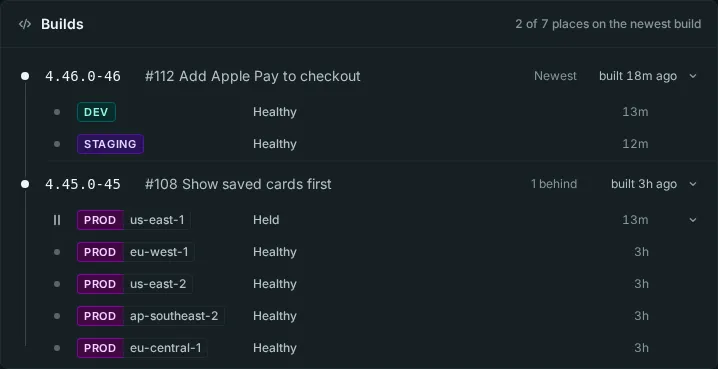 Builds 2 of 7 places on the newest build
4.46.0-46 #112 Add Apple Pay to checkout Newest built 18m ago
DEV Healthy 13m
STAGING Healthy 12m
4.45.0-45 #108 Show saved cards first 1 behind built 3h ago
PROD us-east-1 Held 13m
PROD eu-west-1 Healthy 3h
PROD us-east-2 Healthy 3h
PROD ap-southeast-2 Healthy 3h
PROD eu-central-1 Healthy 3h